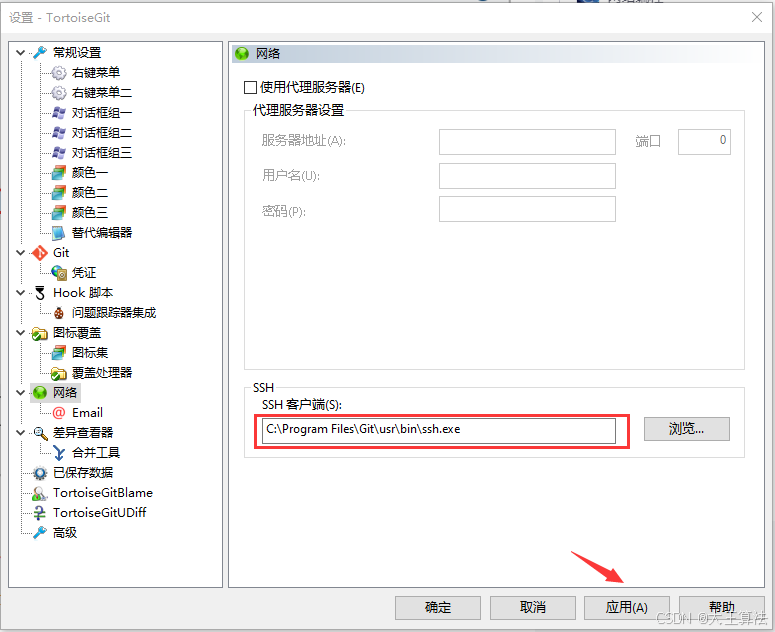 设置 - TortoiseGit
常规设置
右键菜单
右键菜单二
对话框组一
对话框组二
对话框组三
颜色一
颜色二
颜色三
替代编辑器
Git
凭证
Hook 脚本
问题跟踪器集成
图标覆盖
图标集
覆盖处理器
网络
Email
差异查看器
合并工具
已保存数据
TortoiseGitBlame
TortoiseGitUDiff
高级
网络
使用代理服务器(E)
代理服务器设置
服务器地址(A):
端口
0
用户名(U):
密码(P):
SSH
SSH 客户端(S):
C:\Program Files\Git\usr\bin\ssh.exe
浏览...
确定
取消
应用(A)
帮助
CSDN @大王算法